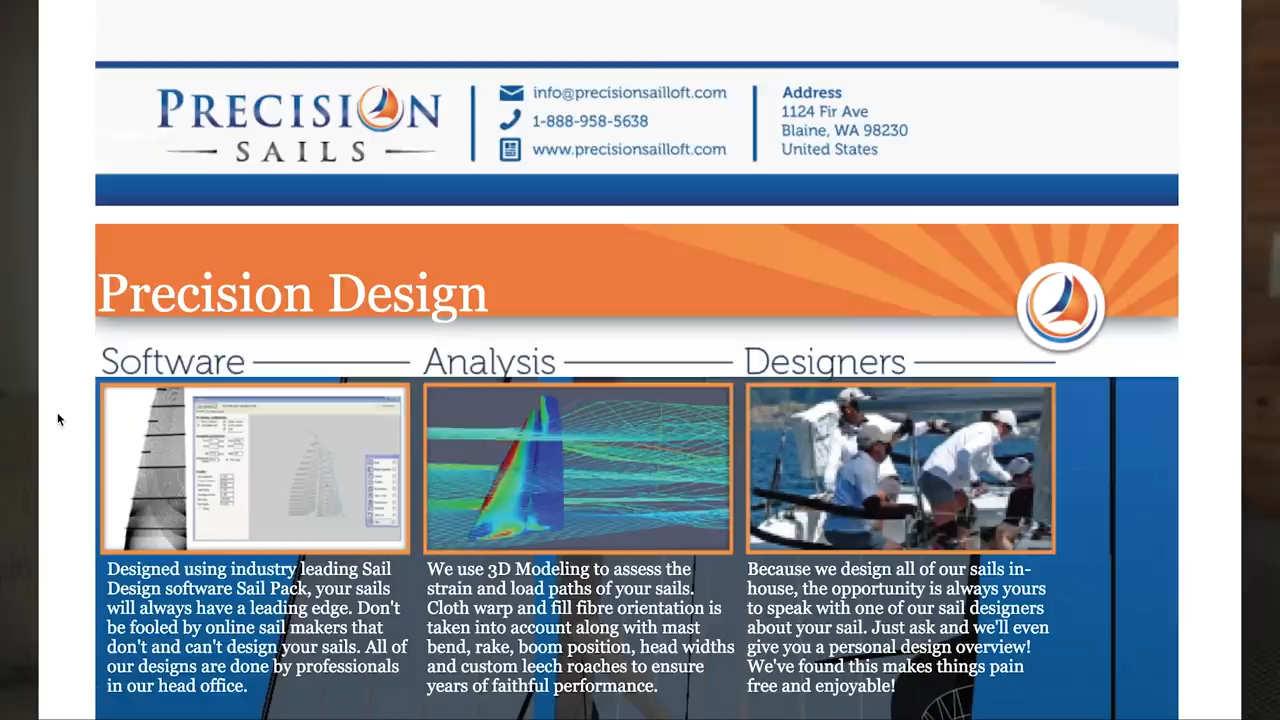 PRECISION
SAILS
info@precisionsailloft.com
1-888-958-5638
www.precisionsailloft.com
Address
1124 Fir Ave
Blaine, WA 98230
United States
Precision Design
Software
Analysis
Designers
Designed using industry leading Sail
Design software Sail Pack, your sails
will always have a leading edge. Don't
be fooled by online sail makers that
don't and can't design your sails. All of
our designs are done by professionals
in our head office.
We use 3D Modeling to assess the
strain and load paths of your sails.
Cloth warp and fill fibre orientation is
taken into account along with mast
bend, rake, boom position, head widths
and custom leech roaches to ensure
years of faithful performance.
Because we design all of our sails in-
house, the opportunity is always yours
to speak with one of our sail designers
about your sail. Just ask and we'll even
give you a personal design overview!
We've found this makes things pain
free and enjoyable!